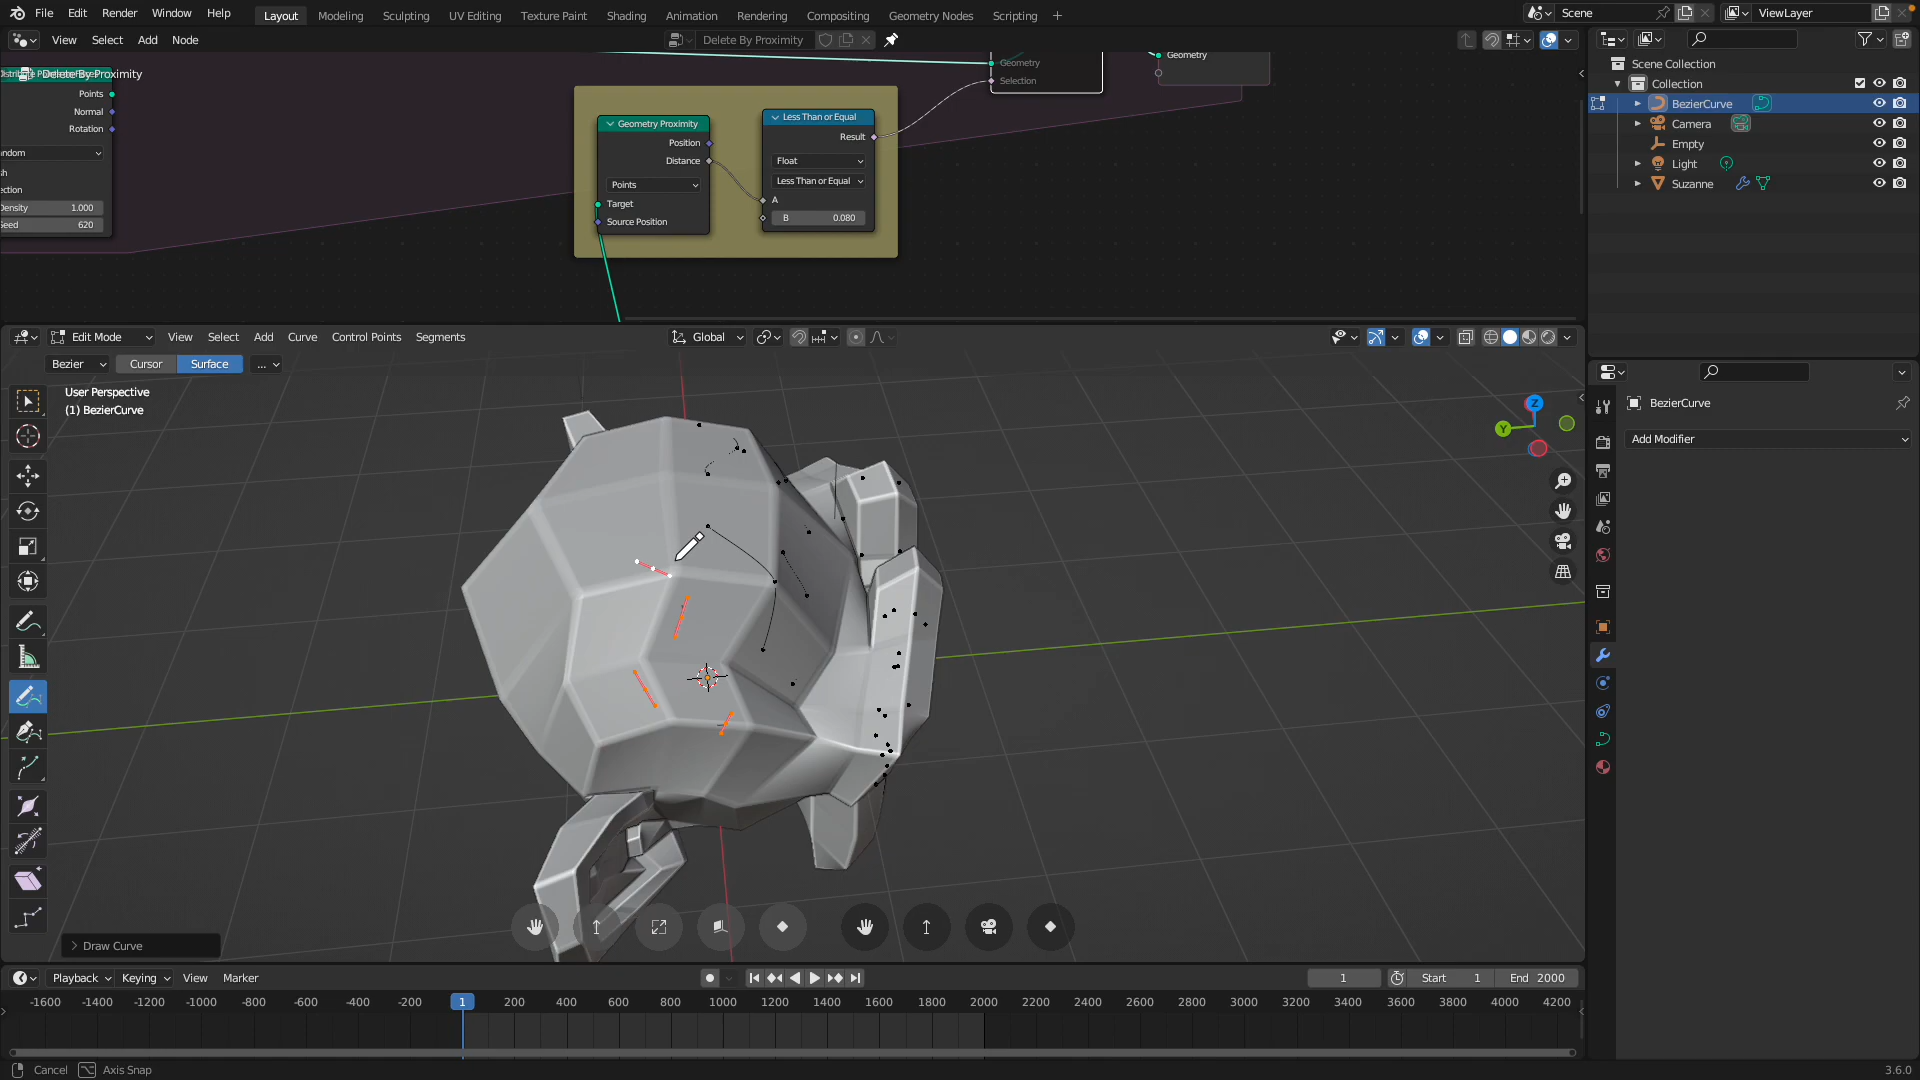 File Edit Render Window Help Layout Modeling Sculpting UV Editing Texture Paint Shading Animation Rendering Compositing Geometry Nodes Scripting + Scene ViewLayer
View Select Add Node Delete By Proximity
Delete By Proximity
Points
Normal
Rotation
Density 1.000
620
Geometry Proximity
Position
Distance
Points
Target
Source Position
Less Than or Equal
Result
Float
Less Than or Equal
A
B 0.080
Geometry
Selection
Geometry
Scene Collection
Collection
BezierCurve
Camera
Empty
Light
Suzanne
Edit Mode View Select Add Curve Control Points Segments Global
Bezier Cursor Surface ...
User Perspective
(1) BezierCurve
Z
Y
Draw Curve
BezierCurve
Add Modifier
Playback Keying View Marker 1 Start 1 End 2000
-1600 -1400 -1200 -1000 -800 -600 -400 -200 1 200 400 600 800 1000 1200 1400 1600 1800 2000 2200 2400 2600 2800 3000 3200 3400 3600 3800 4000 4200
Cancel Axis Snap 3.6.0